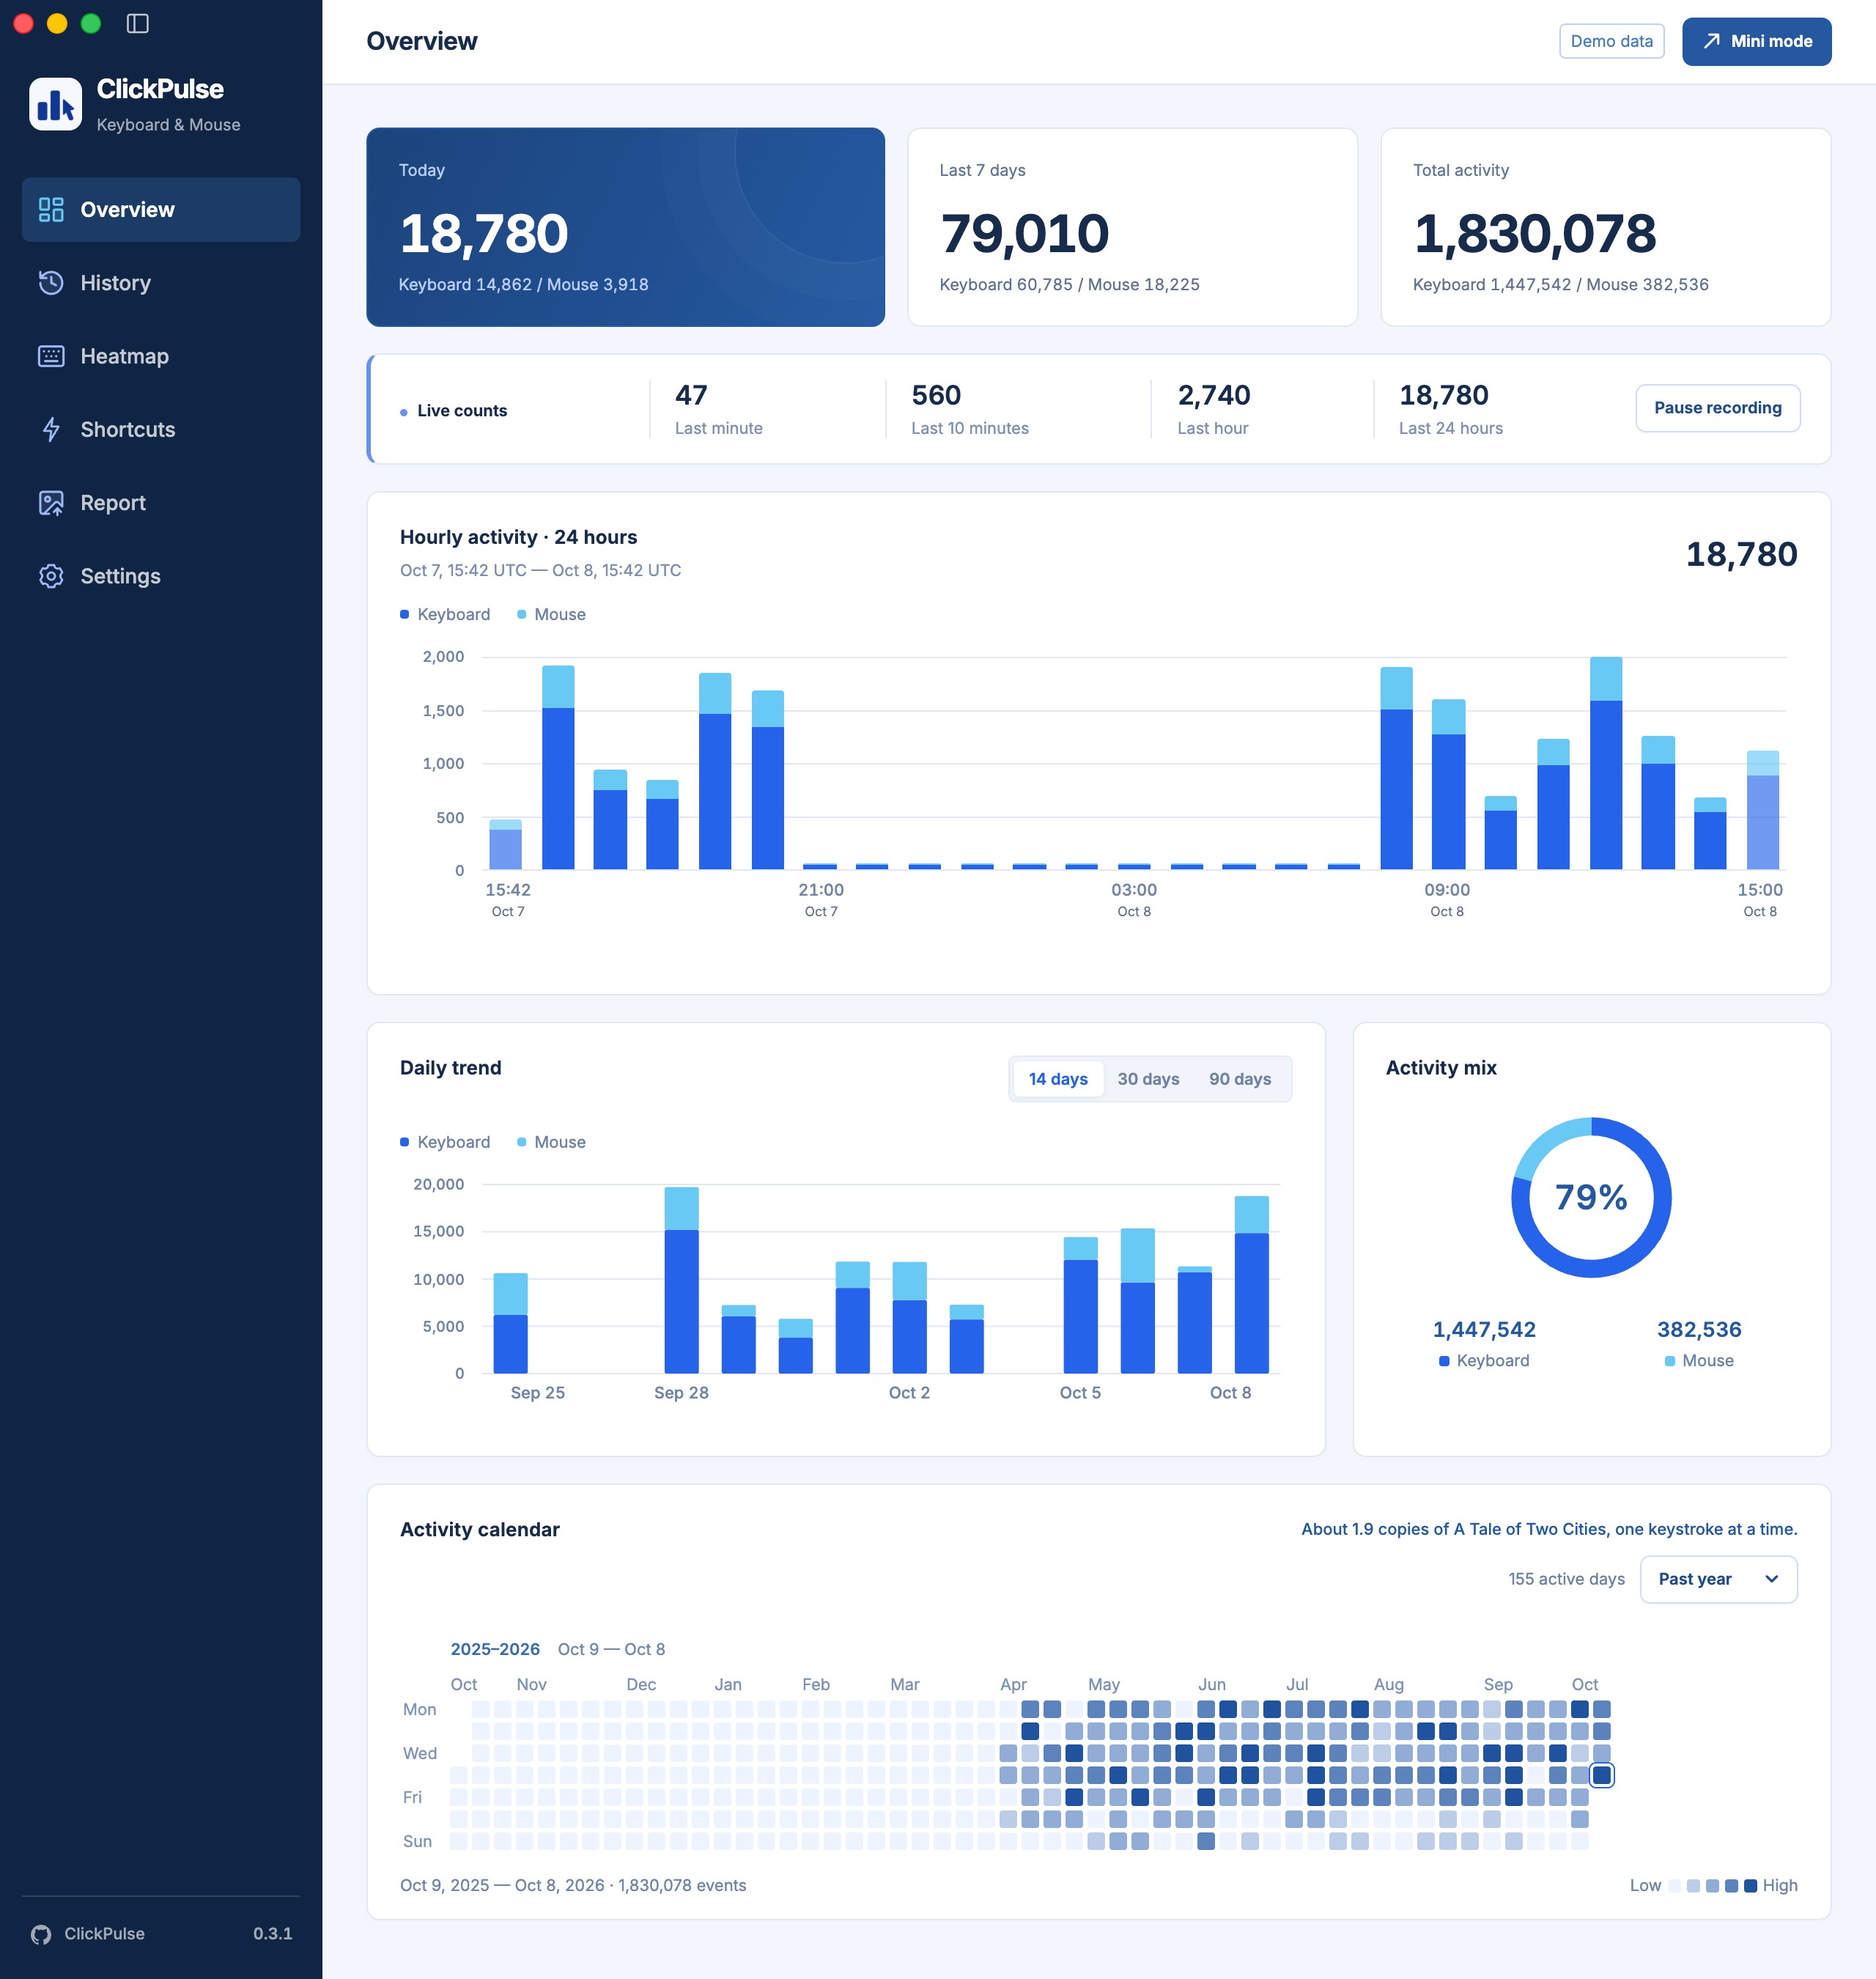 ClickPulse
Keyboard & Mouse
Overview
History
Heatmap
Shortcuts
Report
Settings
ClickPulse 0.3.1
Overview
Demo data
Mini mode
Today
18,780
Keyboard 14,862 / Mouse 3,918
Last 7 days
79,010
Keyboard 60,785 / Mouse 18,225
Total activity
1,830,078
Keyboard 1,447,542 / Mouse 382,536
Live counts
47
Last minute
560
Last 10 minutes
2,740
Last hour
18,780
Last 24 hours
Pause recording
Hourly activity · 24 hours
Oct 7, 15:42 UTC — Oct 8, 15:42 UTC
18,780
Keyboard Mouse
2,000
1,500
1,000
500
0
15:42 21:00 03:00 09:00 15:00
Oct 7 Oct 7 Oct 8 Oct 8 Oct 8
Daily trend
14 days 30 days 90 days
Keyboard Mouse
20,000
15,000
10,000
5,000
0
Sep 25 Sep 28 Oct 2 Oct 5 Oct 8
Activity mix
79%
1,447,542
Keyboard
382,536
Mouse
Activity calendar
About 1.9 copies of A Tale of Two Cities, one keystroke at a time.
155 active days
Past year
2025–2026 Oct 9 — Oct 8
Oct Nov Dec Jan Feb Mar Apr May Jun Jul Aug Sep Oct
Mon
Wed
Fri
Sun
Oct 9, 2025 — Oct 8, 2026 · 1,830,078 events
Low High